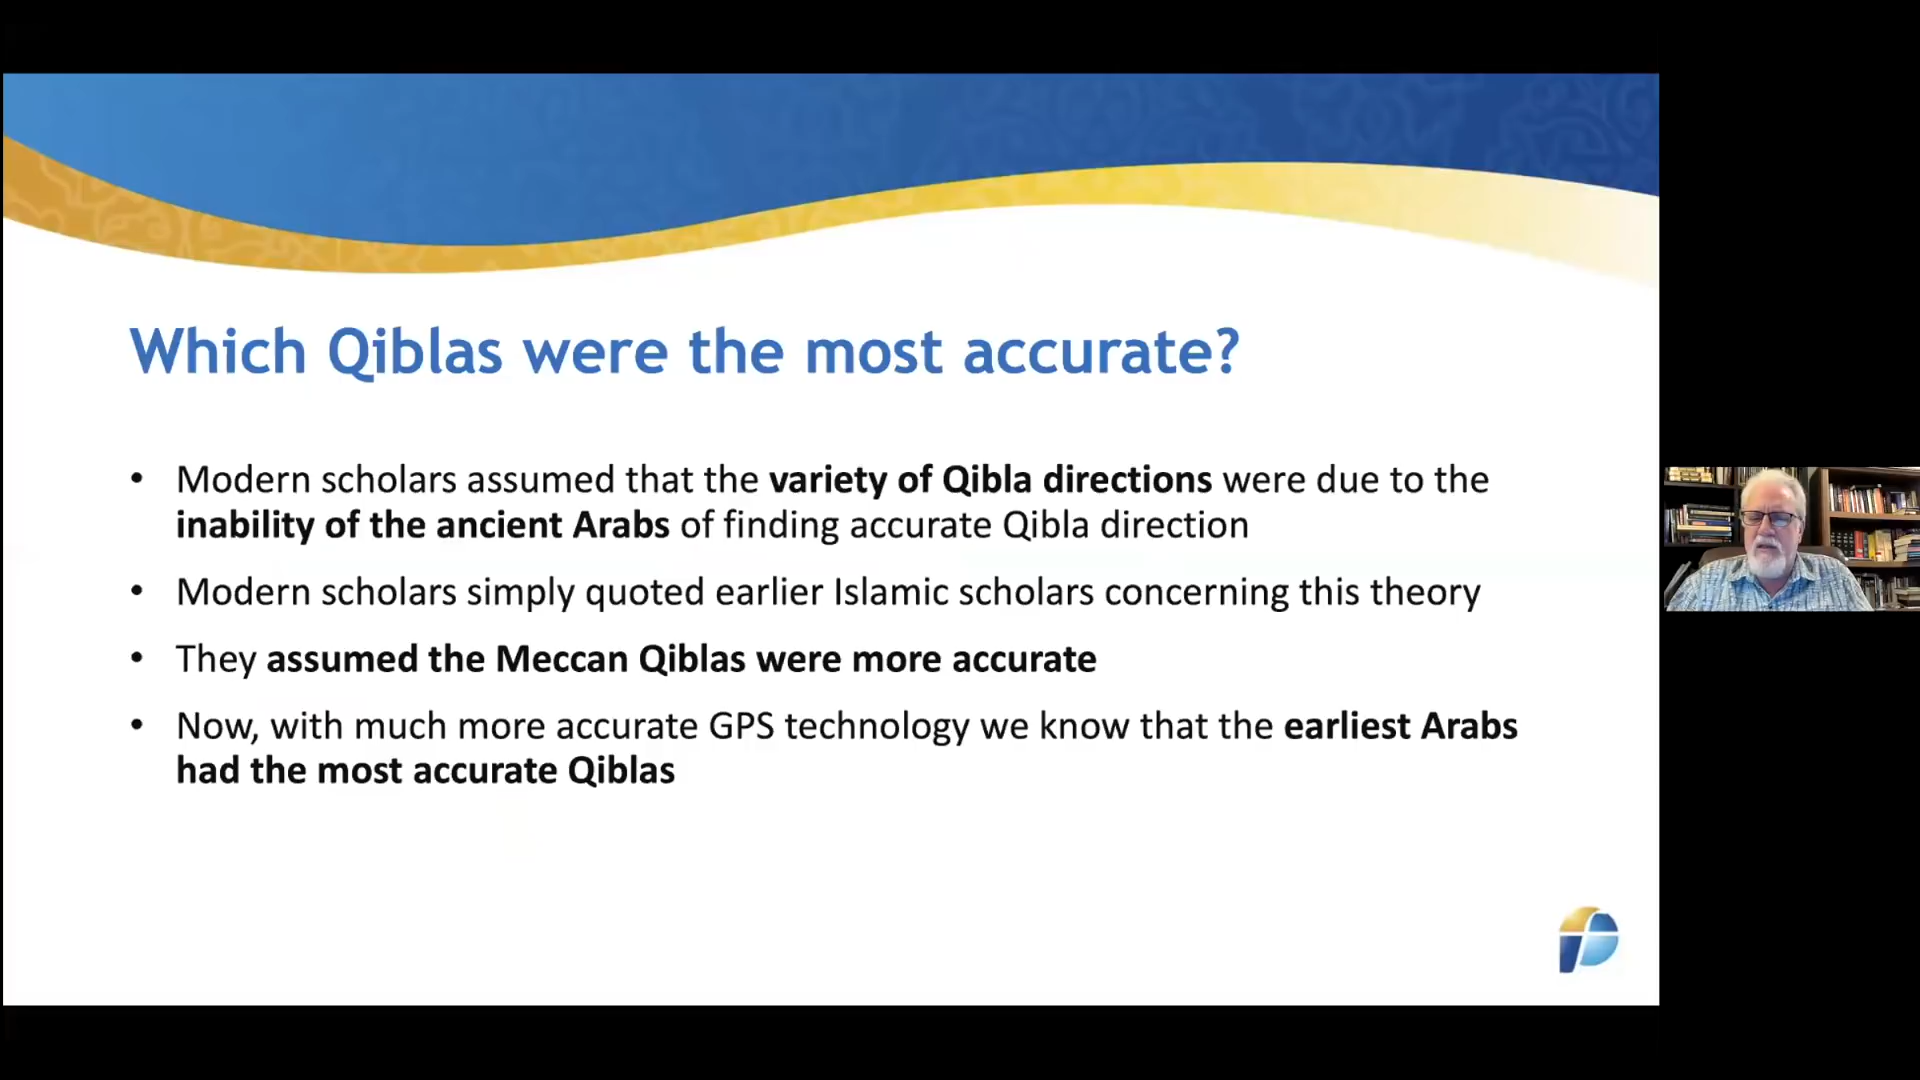 Which Qiblas were the most accurate?
• Modern scholars assumed that the variety of Qibla directions were due to the
inability of the ancient Arabs of finding accurate Qibla direction
• Modern scholars simply quoted earlier Islamic scholars concerning this theory
• They assumed the Meccan Qiblas were more accurate
• Now, with much more accurate GPS technology we know that the earliest Arabs
had the most accurate Qiblas